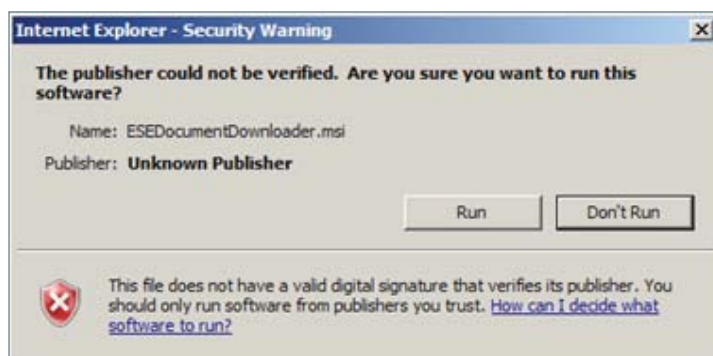 Internet Explorer - Security Warning
The publisher could not be verified.  Are you sure you want to run this
software?
Name: ESEDocumentDownloader.msi
Publisher: Unknown Publisher
Run
Don't Run
This file does not have a valid digital signature that verifies its publisher. You
should only run software from publishers you trust. How can I decide what
software to run?